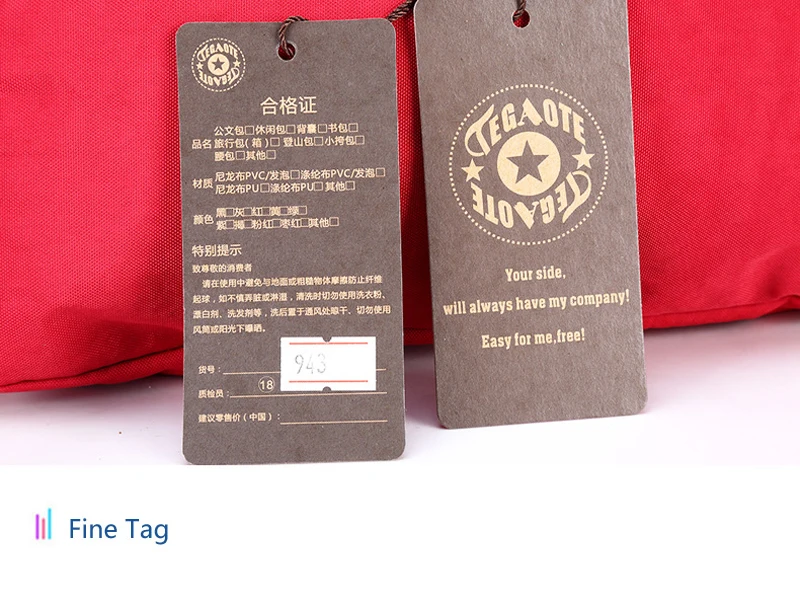 TEGAOTE
TEGAOTE
合格证
公文包□休闲包□背囊□书包□
品名 旅行包(箱)□登山包□小挎包□
腰包□其他□
材质 尼龙布PVC/发泡□涤纶布PVC/发泡□
尼龙布PU□涤纶布PU□其他□
颜色 黑□灰□红□黄□绿□
紫□褐□粉红□枣红□其他□
特别提示
致尊敬的消费者
请在使用中避免与地面或粗糙物体摩擦防止纤维
起球，如不慎弄脏或淋湿，清洗时切勿使用洗衣粉、
漂白剂、洗发剂等，洗后置于通风处晾干、切勿使用
风筒或阳光下曝晒。
货号： 943
质检员： 18
建议零售价（中国）：
TEGAOTE
TEGAOTE
Your side,
will always have my company!
Easy for me,free!
Fine Tag